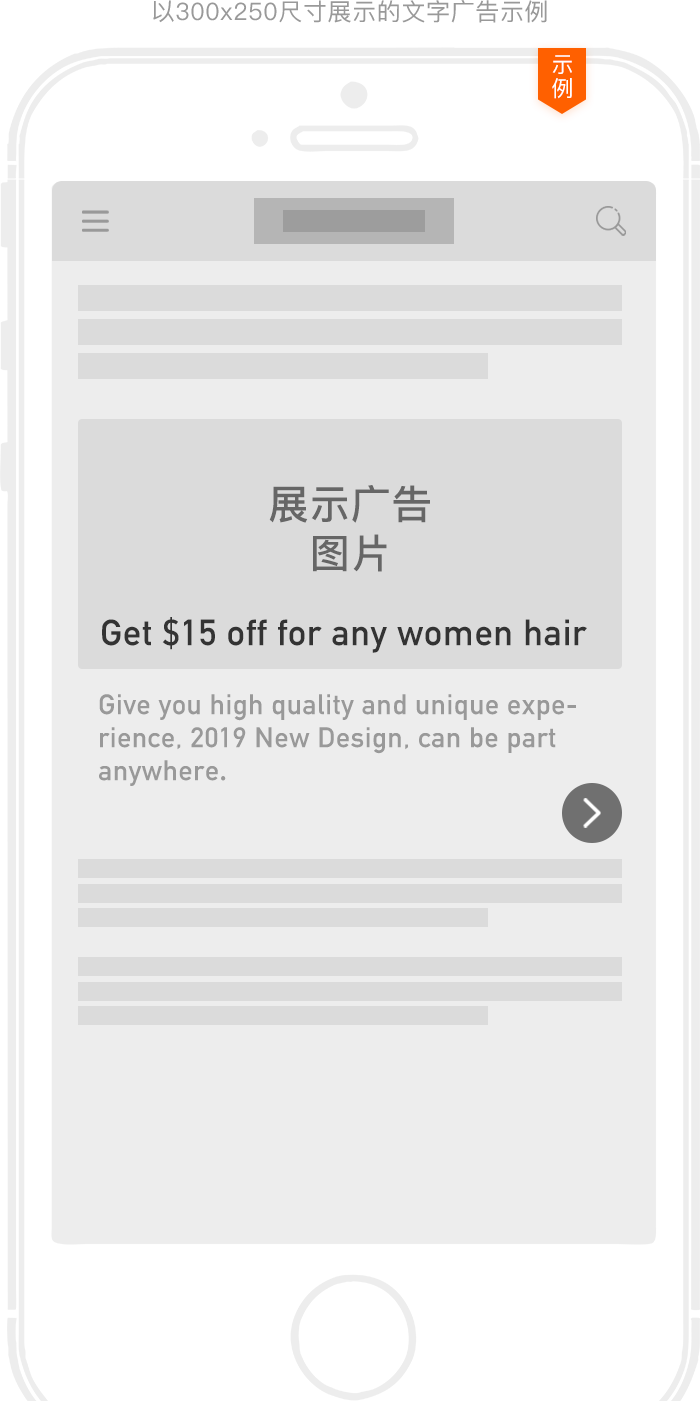 以300x250尺寸展示的文字广告示例
示
例
展示广告
图片
Get $15 off for any women hair
Give you high quality and unique expe-
rience, 2019 New Design, can be part
anywhere.